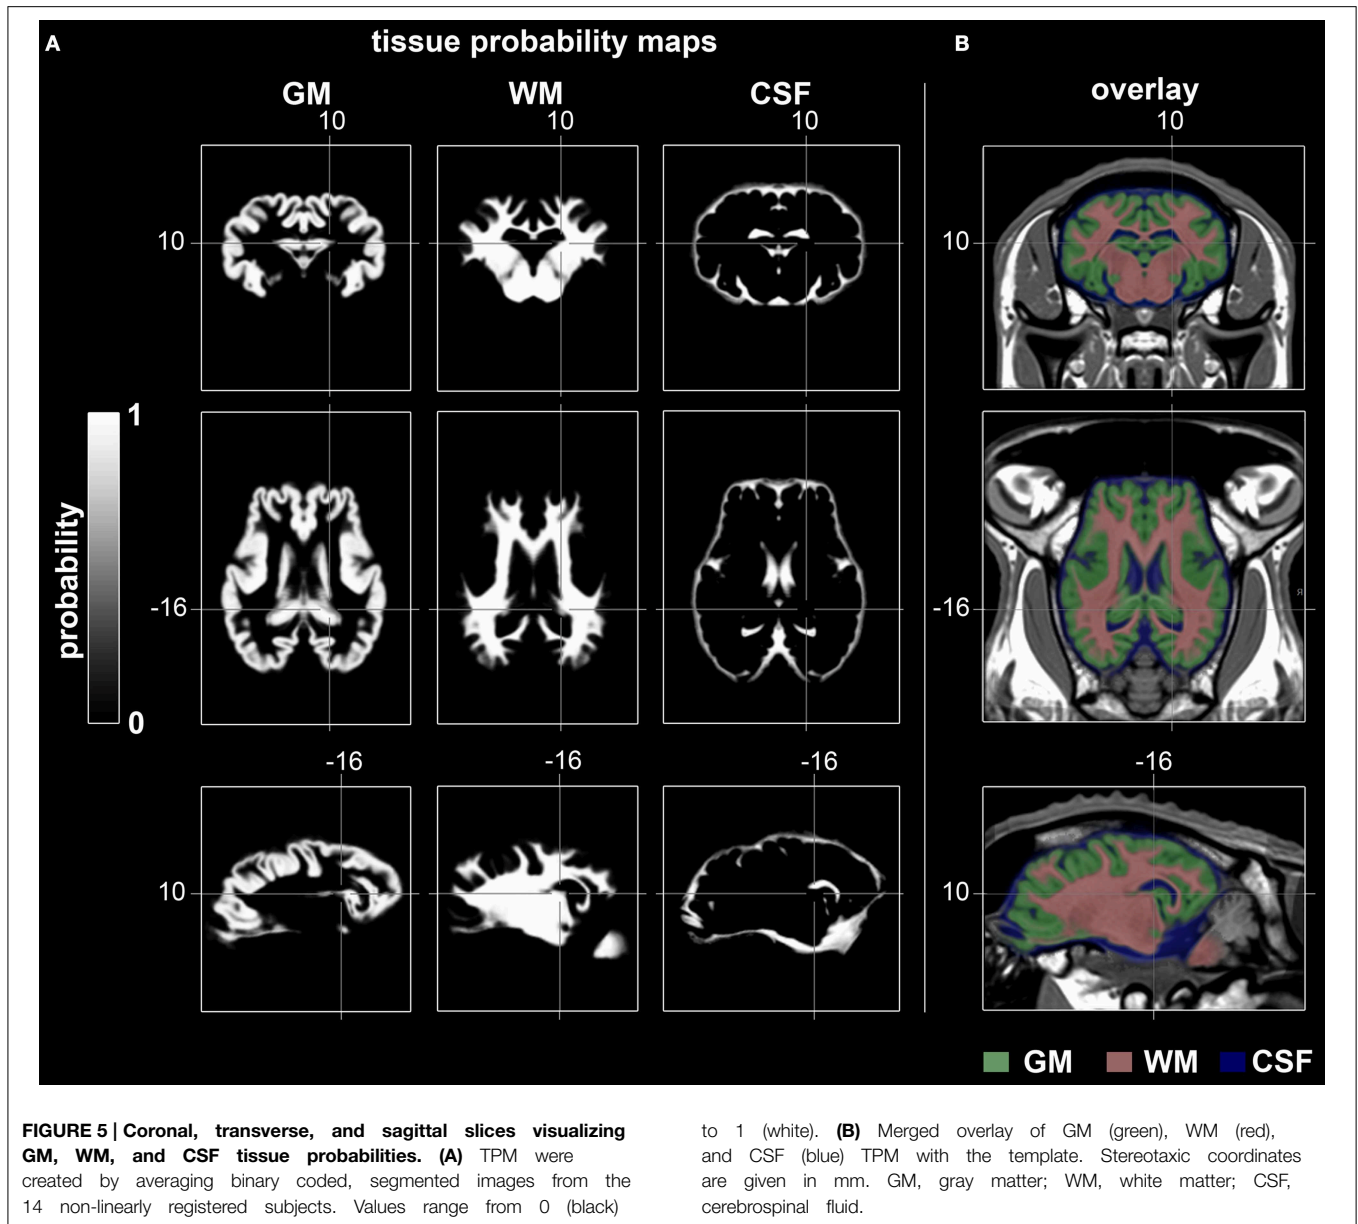 A
tissue probability maps
B
GM
WM
CSF
overlay
10
10
10
10
10
10
1
probability
0
-16
-16
-16
-16
-16
-16
10
10
GM
WM
CSF
FIGURE 5 | Coronal, transverse, and sagittal slices visualizing
GM, WM, and CSF tissue probabilities. (A) TPM were
created by averaging binary coded, segmented images from the
14 non-linearly registered subjects. Values range from 0 (black)
to 1 (white). (B) Merged overlay of GM (green), WM (red),
and CSF (blue) TPM with the template. Stereotaxic coordinates
are given in mm. GM, gray matter; WM, white matter; CSF,
cerebrospinal fluid.